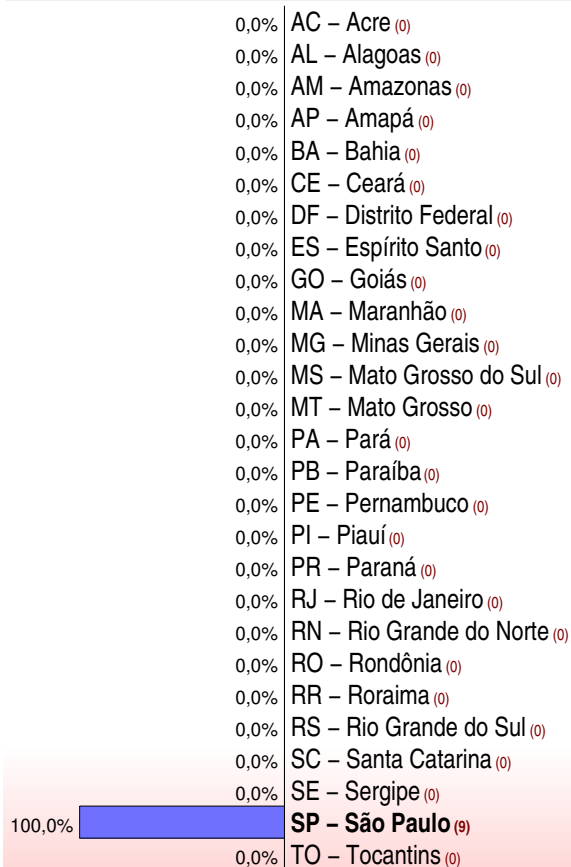 0,0% AC – Acre (0)
0,0% AL – Alagoas (0)
0,0% AM – Amazonas (0)
0,0% AP – Amapá (0)
0,0% BA – Bahia (0)
0,0% CE – Ceará (0)
0,0% DF – Distrito Federal (0)
0,0% ES – Espírito Santo (0)
0,0% GO – Goiás (0)
0,0% MA – Maranhão (0)
0,0% MG – Minas Gerais (0)
0,0% MS – Mato Grosso do Sul (0)
0,0% MT – Mato Grosso (0)
0,0% PA – Pará (0)
0,0% PB – Paraíba (0)
0,0% PE – Pernambuco (0)
0,0% PI – Piauí (0)
0,0% PR – Paraná (0)
0,0% RJ – Rio de Janeiro (0)
0,0% RN – Rio Grande do Norte (0)
0,0% RO – Rondônia (0)
0,0% RR – Roraima (0)
0,0% RS – Rio Grande do Sul (0)
0,0% SC – Santa Catarina (0)
0,0% SE – Sergipe (0)
100,0% SP – São Paulo (9)
0,0% TO – Tocantins (0)